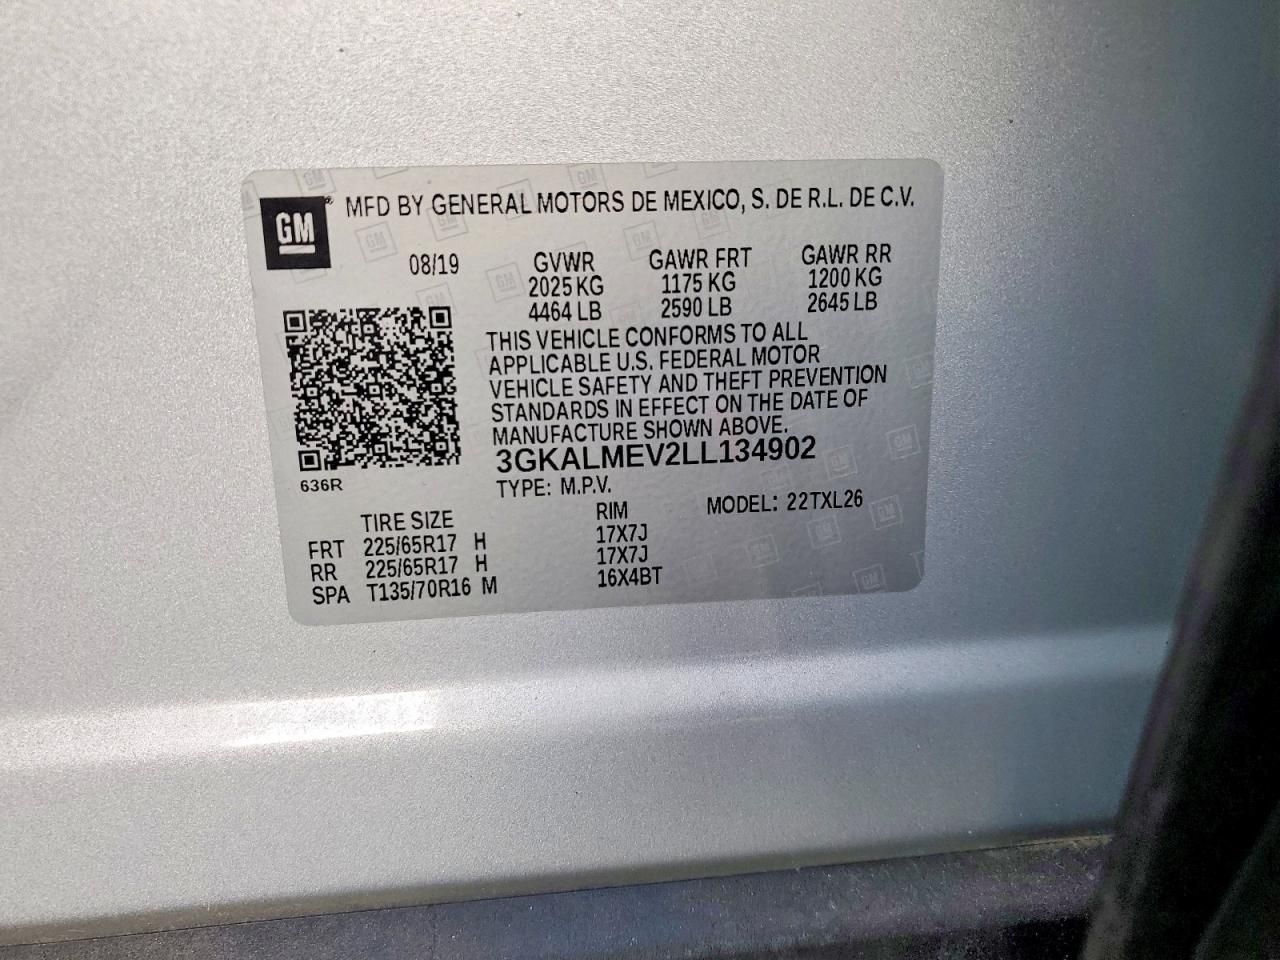 GM ® MFD BY GENERAL MOTORS DE MEXICO, S. DE R.L. DE C.V.
08/19 GVWR GAWR FRT GAWR RR
2025 KG 1175 KG 1200 KG
4464 LB 2590 LB 2645 LB
THIS VEHICLE CONFORMS TO ALL
APPLICABLE U.S. FEDERAL MOTOR
VEHICLE SAFETY AND THEFT PREVENTION
STANDARDS IN EFFECT ON THE DATE OF
MANUFACTURE SHOWN ABOVE.
3GKALMEV2LL134902
636R
TYPE: M.P.V. MODEL: 22TXL26
TIRE SIZE RIM
FRT 225/65R17 H 17X7J
RR 225/65R17 H 17X7J
SPA T135/70R16 M 16X4BT